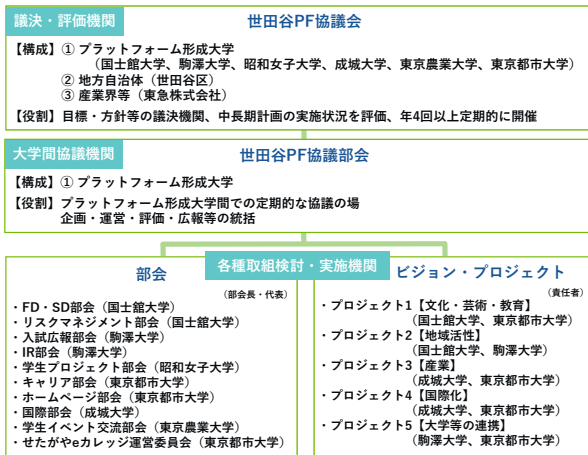 議決・評価機関
世田谷PF協議会
【構成】① プラットフォーム形成大学
（国士舘大学、駒澤大学、昭和女子大学、成城大学、東京農業大学、東京都市大学）
② 地方自治体（世田谷区）
③ 産業界等（東急株式会社）
【役割】目標・方針等の議決機関、中長期計画の実施状況を評価、年4回以上定期的に開催
大学間協議機関
世田谷PF協議部会
【構成】① プラットフォーム形成大学
【役割】プラットフォーム形成大学間での定期的な協議の場
企画・運営・評価・広報等の統括
各種取組検討・実施機関
部会
（部会長・代表）
・FD・SD部会（国士舘大学）
・リスクマネジメント部会（国士舘大学）
・入試広報部会（駒澤大学）
・IR部会（駒澤大学）
・学生プロジェクト部会（昭和女子大学）
・キャリア部会（東京都市大学）
・ホームページ部会（東京都市大学）
・国際部会（成城大学）
・学生イベント交流部会（東京農業大学）
・せたがやeカレッジ運営委員会（東京都市大学）
ビジョン・プロジェクト
（責任者）
・プロジェクト1【文化・芸術・教育】
（国士舘大学、東京都市大学）
・プロジェクト2【地域活性】
（国士舘大学、駒澤大学）
・プロジェクト3【産業】
（成城大学、東京都市大学）
・プロジェクト4【国際化】
（成城大学、東京都市大学）
・プロジェクト5【大学等の連携】
（駒澤大学、東京都市大学）